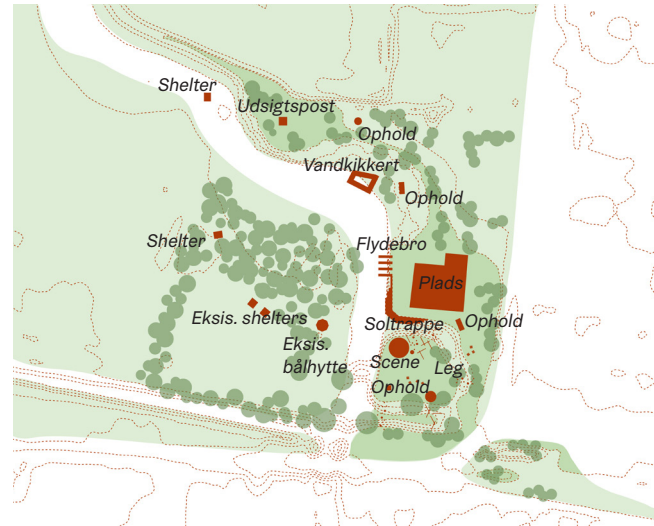 Shelter
Udsigtspost
Ophold
Vandkikkert
Ophold
Shelter
Flydebro
Plads
Eksis. shelters
Soltrappe
Ophold
Eksis.
bålhytte
Scene
Leg
Ophold